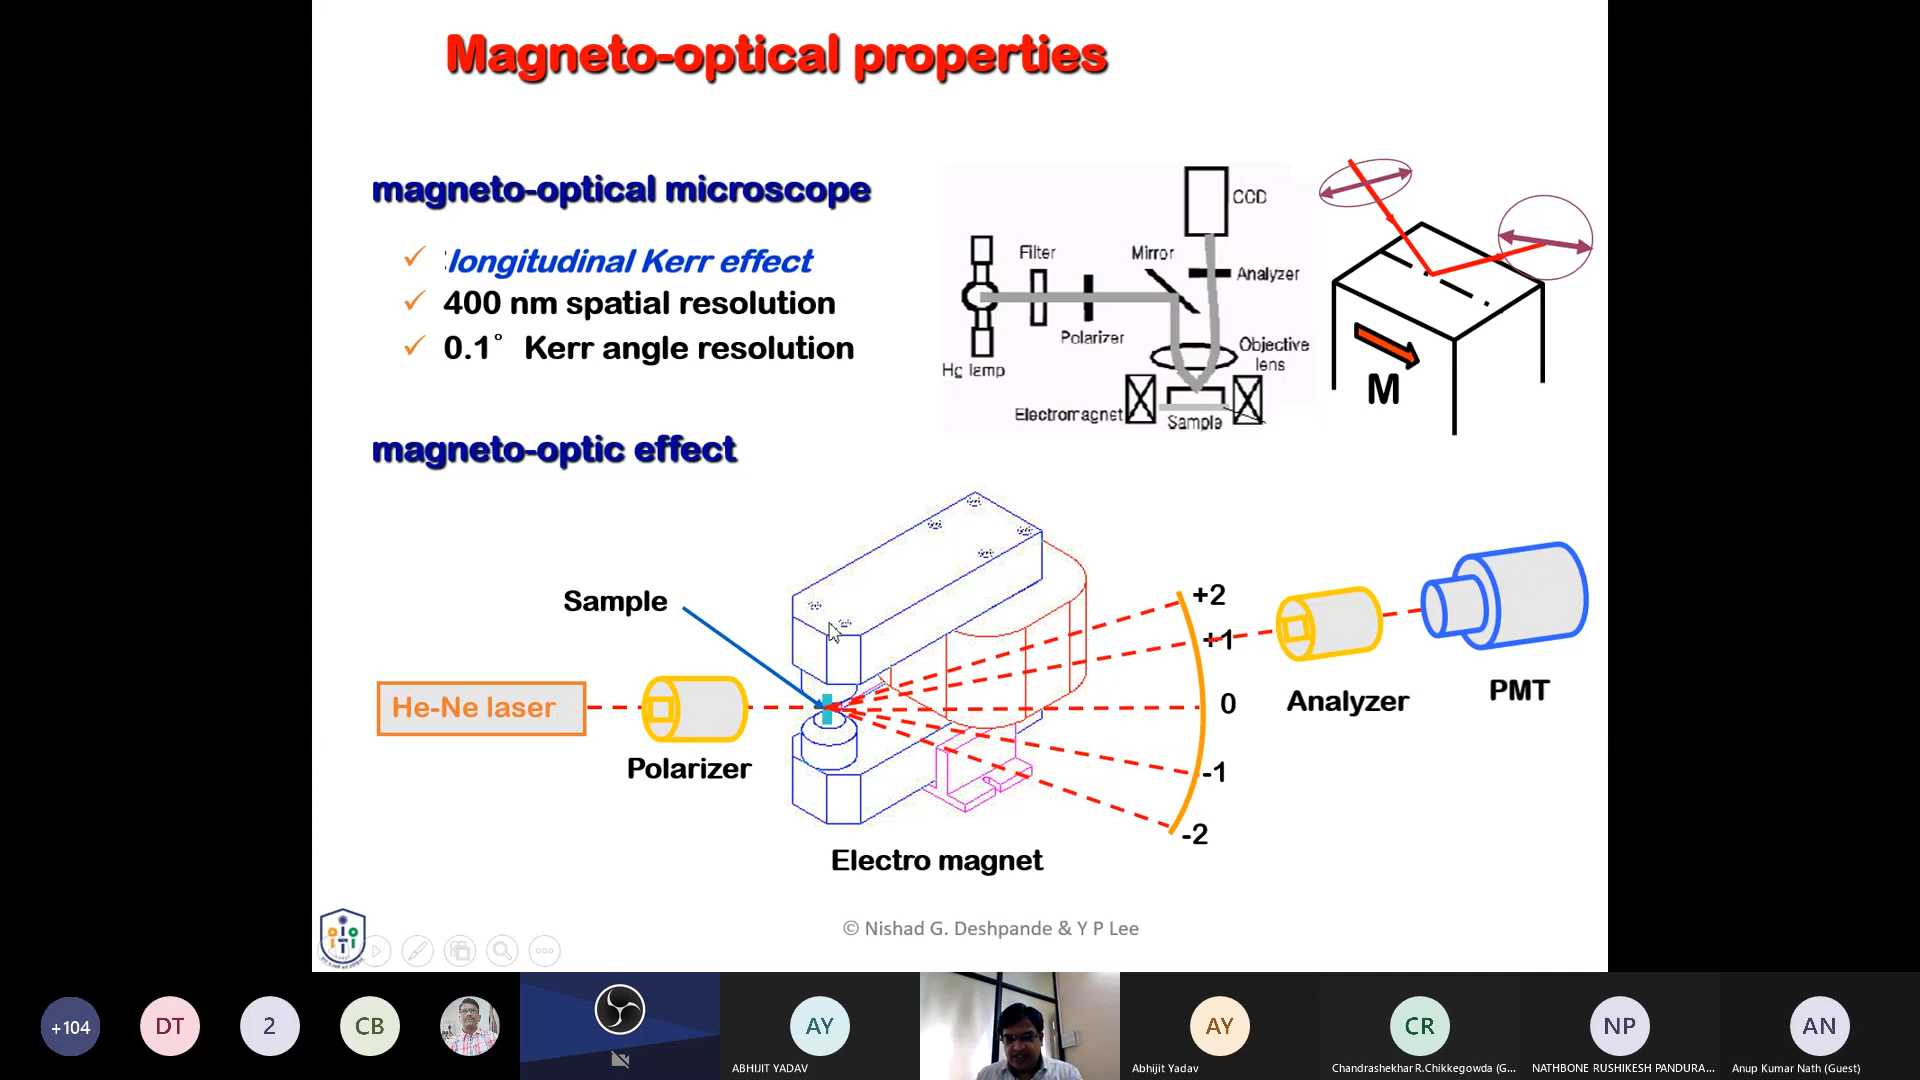 Magneto-optical properties
magneto-optical microscope
longitudinal Kerr effect
400 nm spatial resolution
0.1° Kerr angle resolution
CCD
Filter
Mirror
Analyzer
Polarizer
Objective
lens
Hg lamp
Electromagnet
Sample
M
magneto-optic effect
Sample
+2
+1
0
-1
-2
He-Ne laser
Polarizer
Analyzer
PMT
Electro magnet
© Nishad G. Deshpande & Y P Lee
+104
DT
2
CB
AY
ABHIJIT YADAV
AY
Abhijit Yadav
CR
Chandrashekhar R.Chikkegowda (G...
NP
NATHBONE RUSHIKESH PANDURA...
AN
Anup Kumar Nath (Guest)